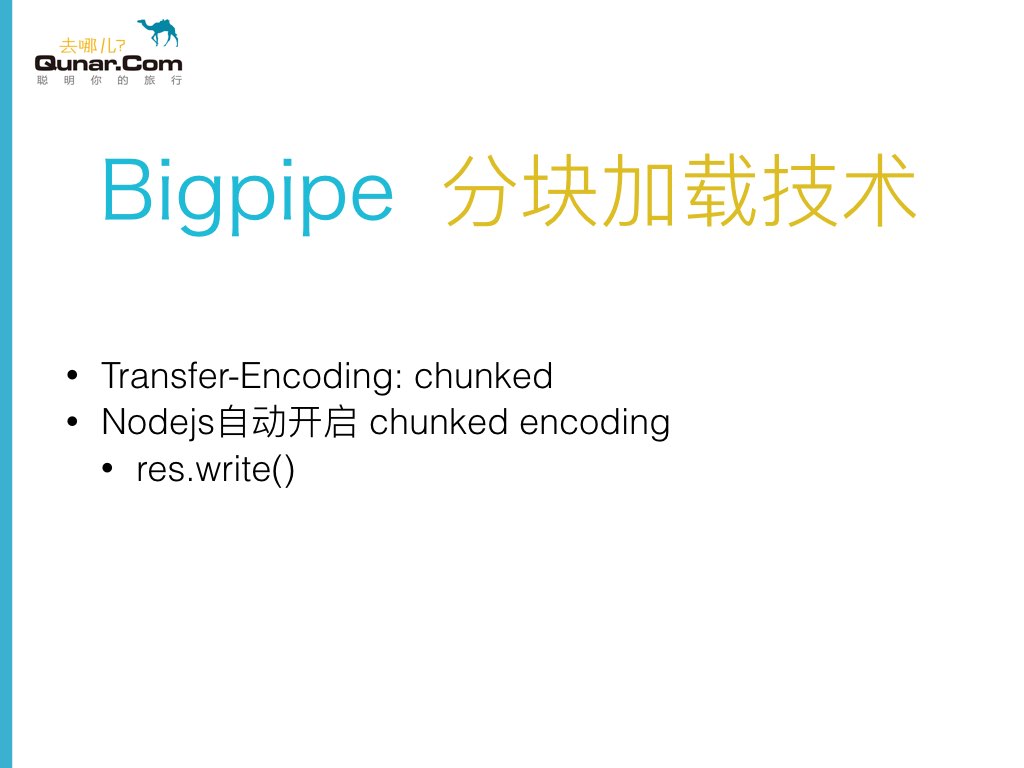 去哪儿?
Qunar.Com
聪明你的旅行
Bigpipe 分块加载技术
• Transfer-Encoding: chunked
• Nodejs自动开启 chunked encoding
• res.write()